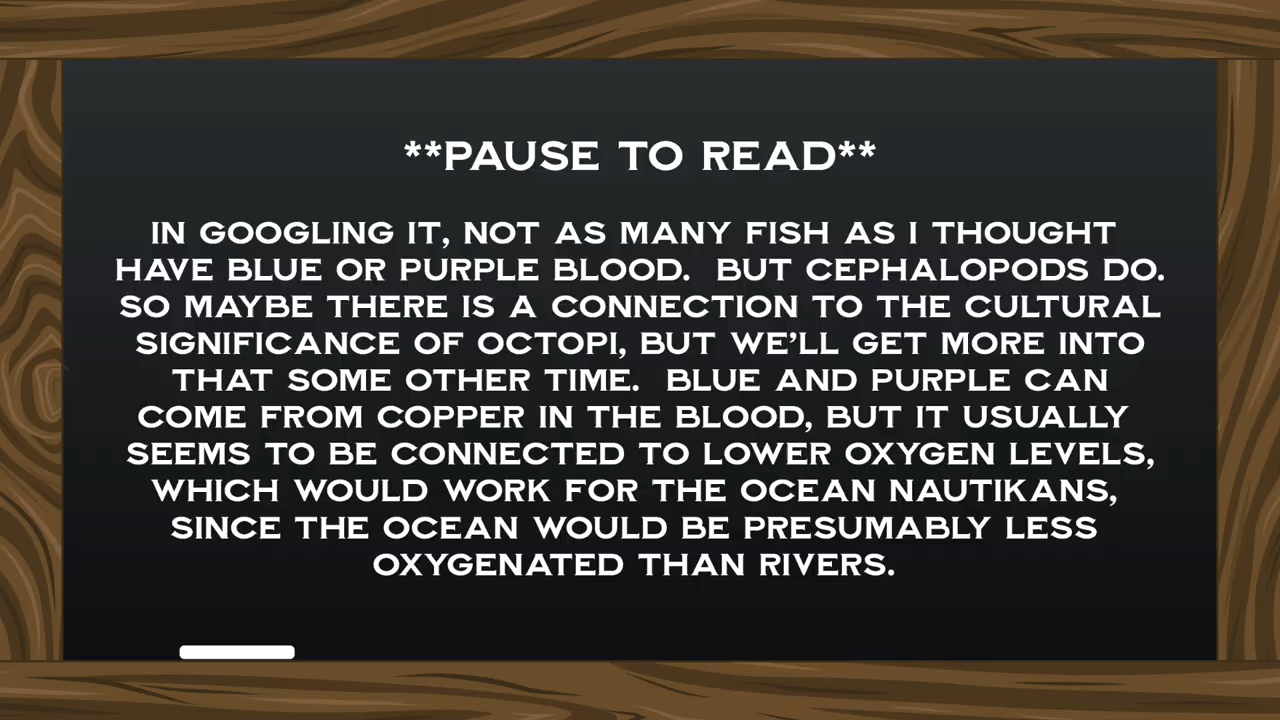 **PAUSE TO READ**
IN GOOGLING IT, NOT AS MANY FISH AS I THOUGHT
HAVE BLUE OR PURPLE BLOOD.  BUT CEPHALOPODS DO.
SO MAYBE THERE IS A CONNECTION TO THE CULTURAL
SIGNIFICANCE OF OCTOPI, BUT WE'LL GET MORE INTO
THAT SOME OTHER TIME.  BLUE AND PURPLE CAN
COME FROM COPPER IN THE BLOOD, BUT IT USUALLY
SEEMS TO BE CONNECTED TO LOWER OXYGEN LEVELS,
WHICH WOULD WORK FOR THE OCEAN NAUTIKANS,
SINCE THE OCEAN WOULD BE PRESUMABLY LESS
OXYGENATED THAN RIVERS.